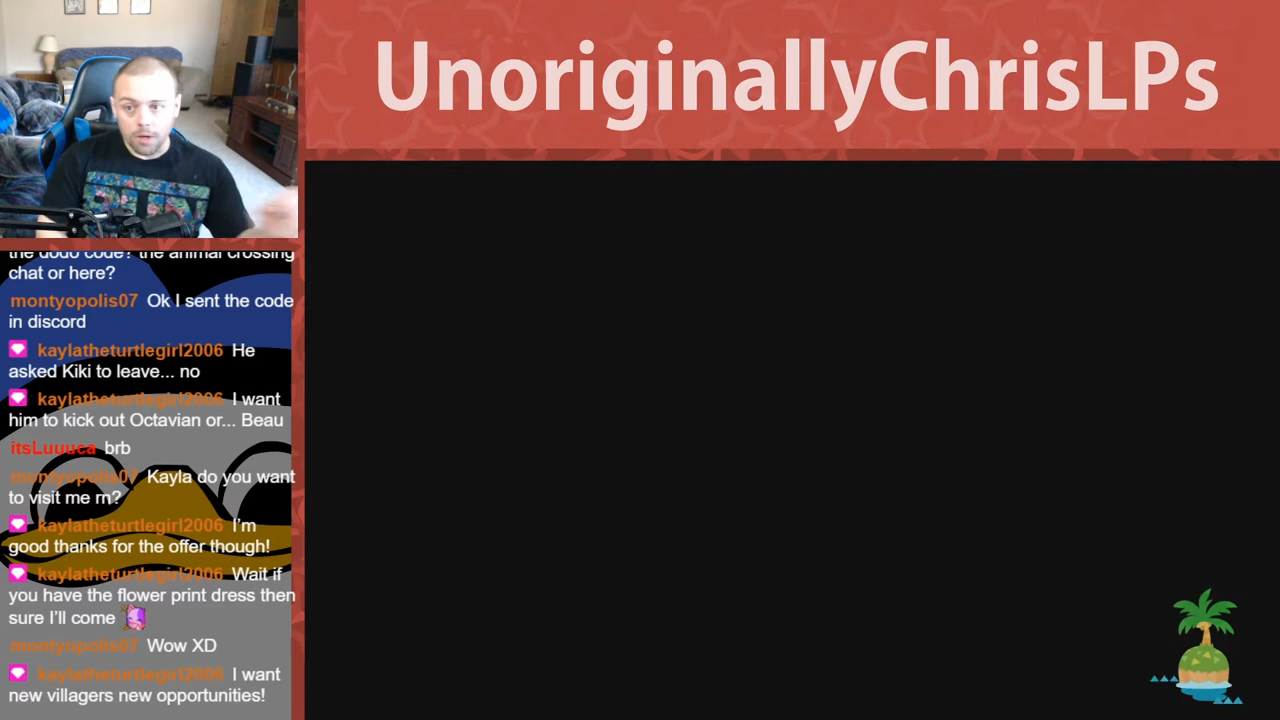 UnoriginallyChrisLPs
the dodo code? the animal crossing
chat or here?
montyopolis07 Ok I sent the code
in discord
kaylatheturtlegirl2006 He
asked Kiki to leave... no
kaylatheturtlegirl2006 I want
him to kick out Octavian or... Beau
itsLuuuca brb
montyopolis07 Kayla do you want
to visit me rn?
kaylatheturtlegirl2006 I'm
good thanks for the offer though!
kaylatheturtlegirl2006 Wait if
you have the flower print dress then
sure I'll come
montyopolis07 Wow XD
kaylatheturtlegirl2006 I want
new villagers new opportunities!